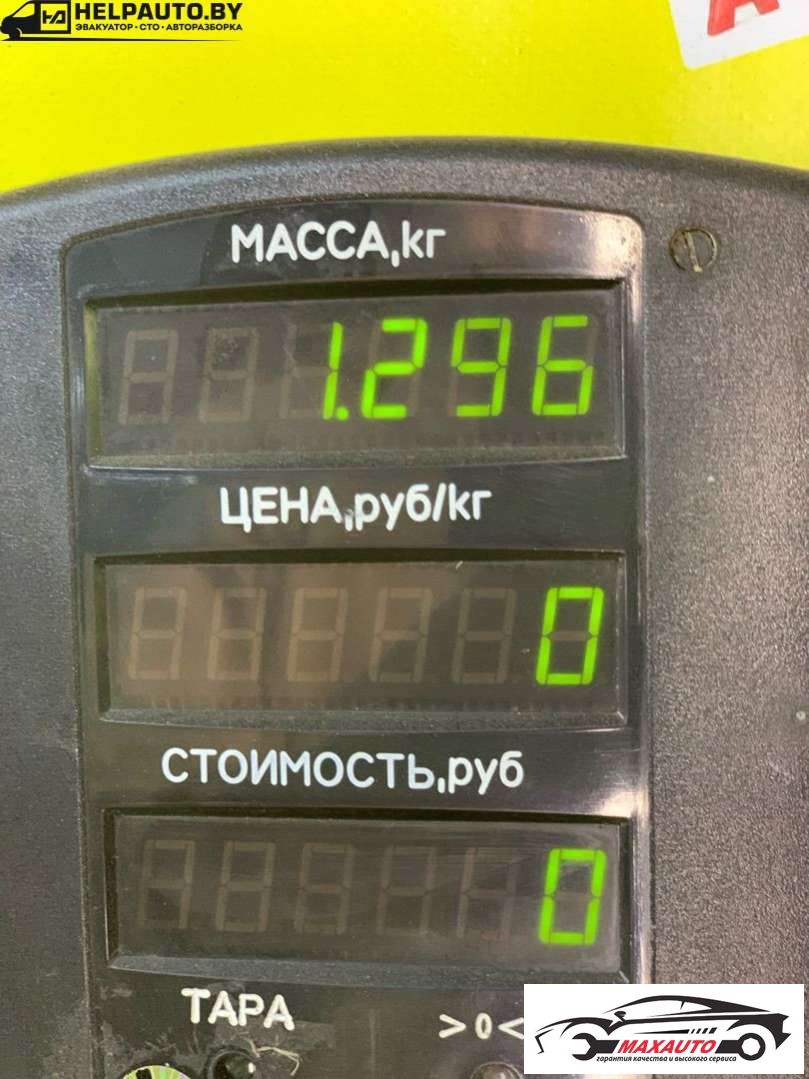 HELPAUTO.BY
ЭВАКУАТОР · СТО · АВТОРАЗБОРКА
МАССА,кг
1.296
ЦЕНА,руб/кг
0
СТОИМОСТЬ,руб
0
ТАРА
>0<
MAXAUTO
гарантия качества и высокого сервиса